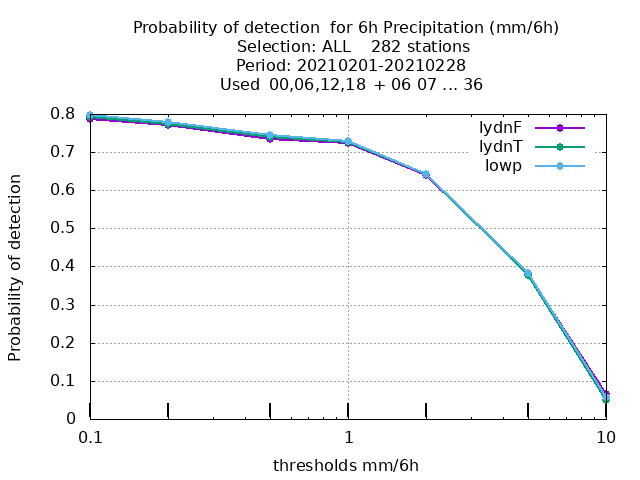 Probability of detection  for 6h Precipitation (mm/6h)
Selection: ALL    282 stations
Period: 20210201-20210228
Used  00,06,12,18  + 06 07 ... 36
lydnF
lydnT
lowp
Probability of detection
0.8
0.7
0.6
0.5
0.4
0.3
0.2
0.1
0
0.1 1 10
thresholds mm/6h